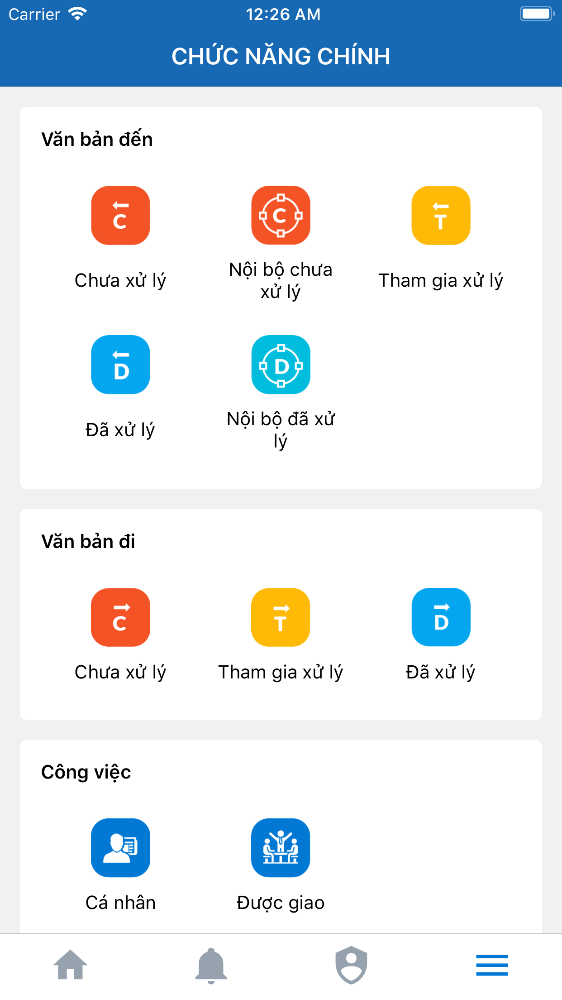 Carrier
12:26 AM
CHỨC NĂNG CHÍNH
Văn bản đến
C
C
T
Chưa xử lý
Nội bộ chưa
xử lý
Tham gia xử lý
D
D
Đã xử lý
Nội bộ đã xử
lý
Văn bản đi
C
T
D
Chưa xử lý
Tham gia xử lý
Đã xử lý
Công việc
Cá nhân
Được giao